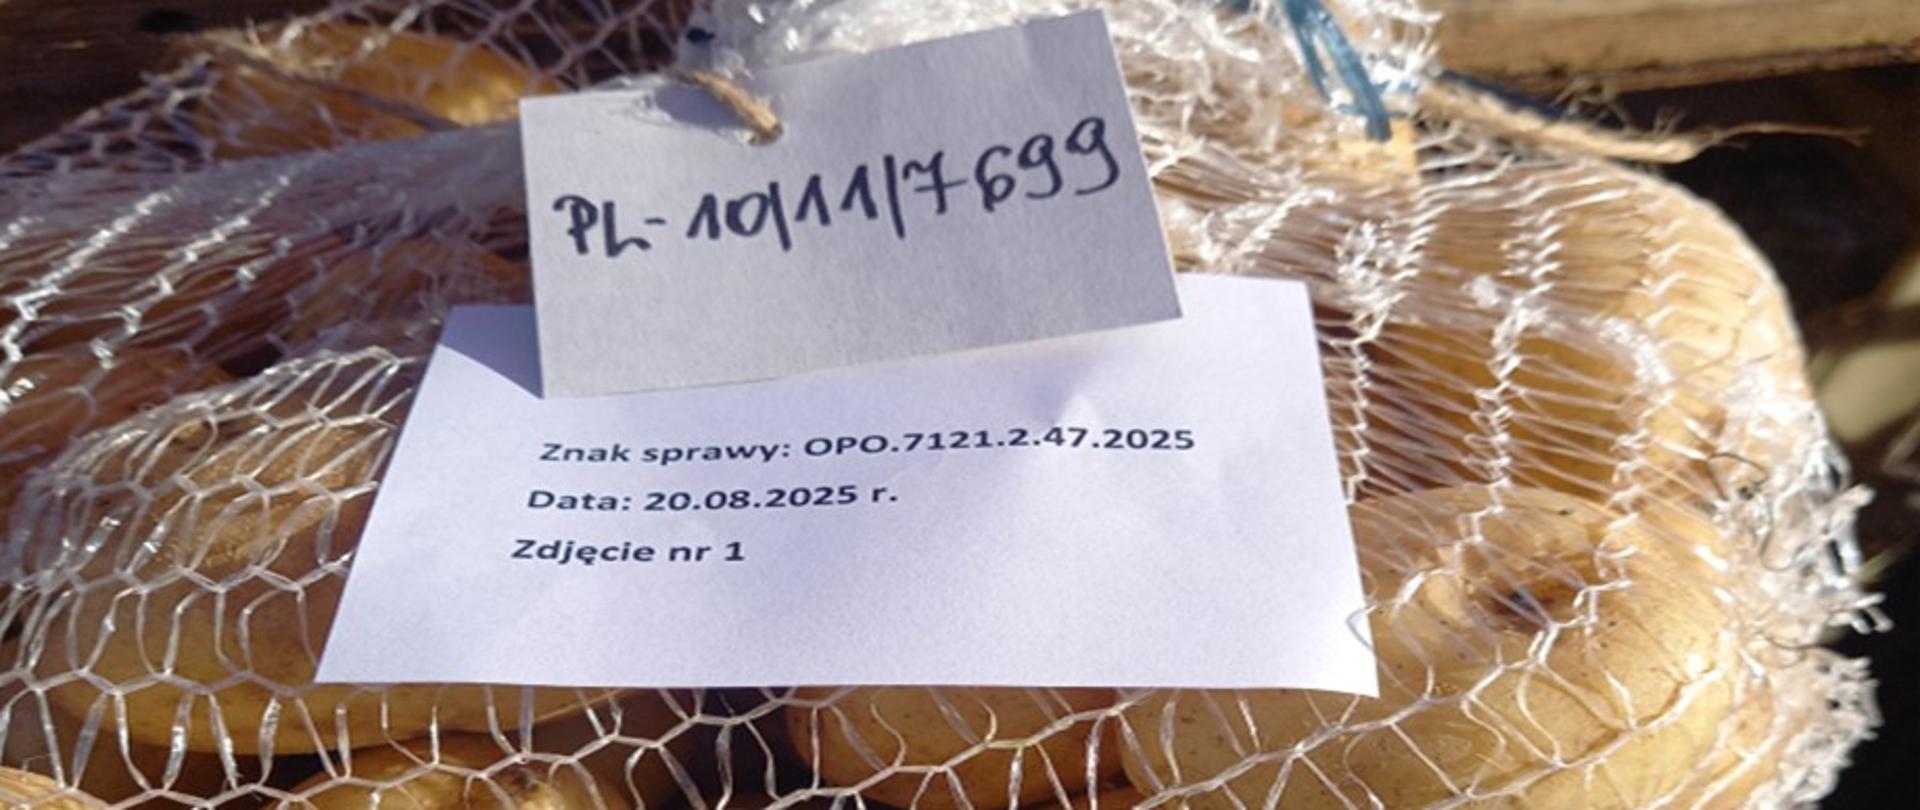 PL-10/11/7699
Znak sprawy: OPO.7121.2.47.2025
Data: 20.08.2025 r.
Zdjęcie nr 1